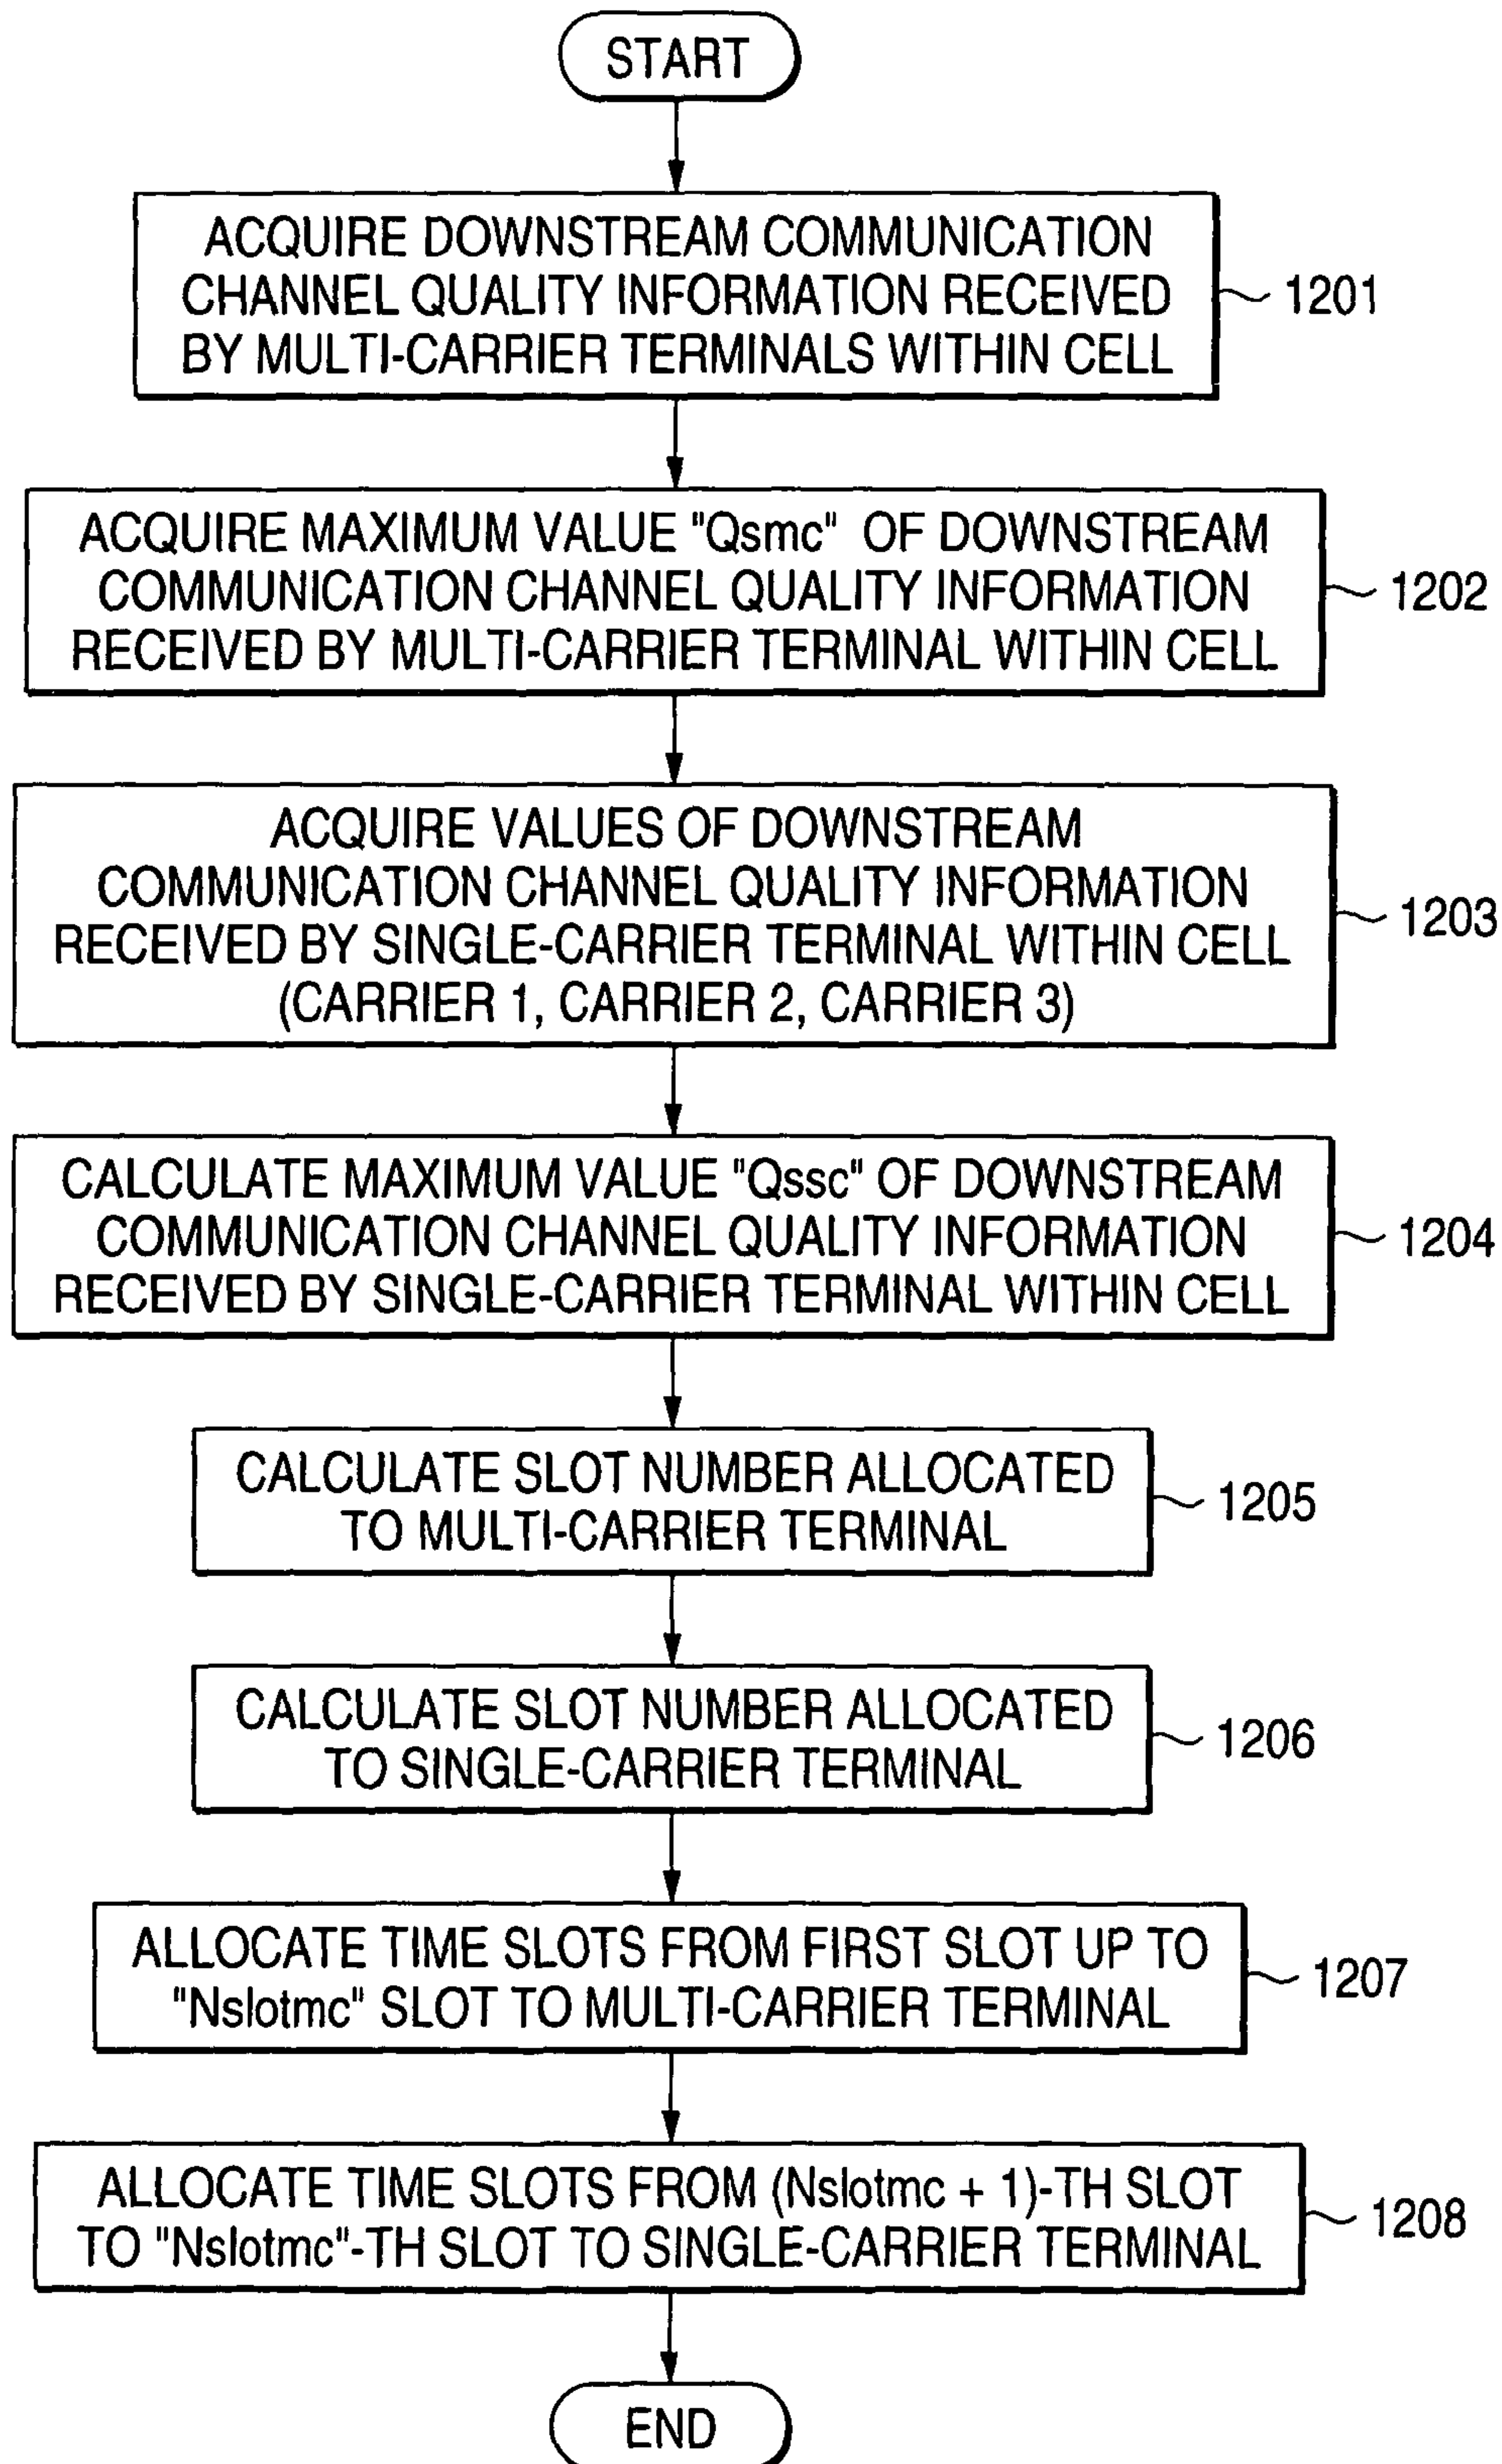 START
ACQUIRE DOWNSTREAM COMMUNICATION
CHANNEL QUALITY INFORMATION RECEIVED
BY MULTI-CARRIER TERMINALS WITHIN CELL
1201
ACQUIRE MAXIMUM VALUE "Qsmc" OF DOWNSTREAM
COMMUNICATION CHANNEL QUALITY INFORMATION
RECEIVED BY MULTI-CARRIER TERMINAL WITHIN CELL
1202
ACQUIRE VALUES OF DOWNSTREAM
COMMUNICATION CHANNEL QUALITY INFORMATION
RECEIVED BY SINGLE-CARRIER TERMINAL WITHIN CELL
(CARRIER 1, CARRIER 2, CARRIER 3)
1203
CALCULATE MAXIMUM VALUE "Qssc" OF DOWNSTREAM
COMMUNICATION CHANNEL QUALITY INFORMATION
RECEIVED BY SINGLE-CARRIER TERMINAL WITHIN CELL
1204
CALCULATE SLOT NUMBER ALLOCATED
TO MULTI-CARRIER TERMINAL
1205
CALCULATE SLOT NUMBER ALLOCATED
TO SINGLE-CARRIER TERMINAL
1206
ALLOCATE TIME SLOTS FROM FIRST SLOT UP TO
"Nslotmc" SLOT TO MULTI-CARRIER TERMINAL
1207
ALLOCATE TIME SLOTS FROM (Nslotmc + 1)-TH SLOT
TO "Nslotmc"-TH SLOT TO SINGLE-CARRIER TERMINAL
1208
END